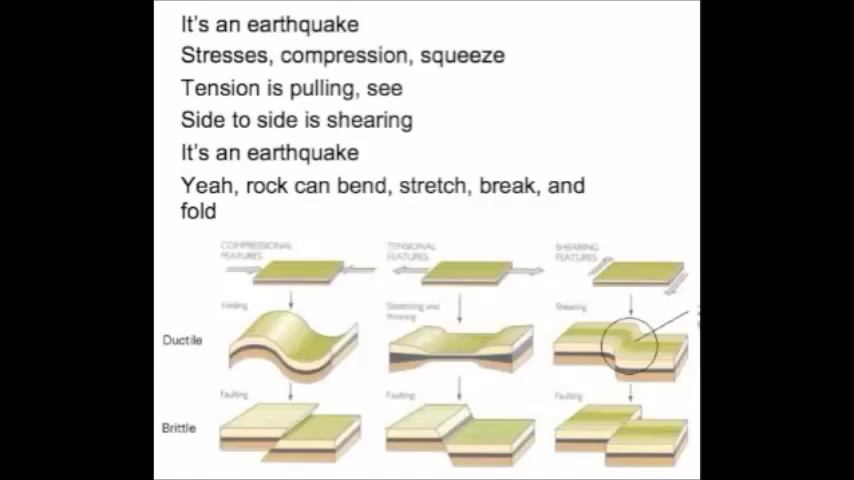 It's an earthquake
Stresses, compression, squeeze
Tension is pulling, see
Side to side is shearing
It's an earthquake
Yeah, rock can bend, stretch, break, and
fold
COMPRESSIONAL
FEATURES
TENSIONAL
FEATURES
SHEARING
FEATURES
Folding
Stretching and
thinning
Shearing
Ductile
Faulting
Faulting
Faulting
Brittle